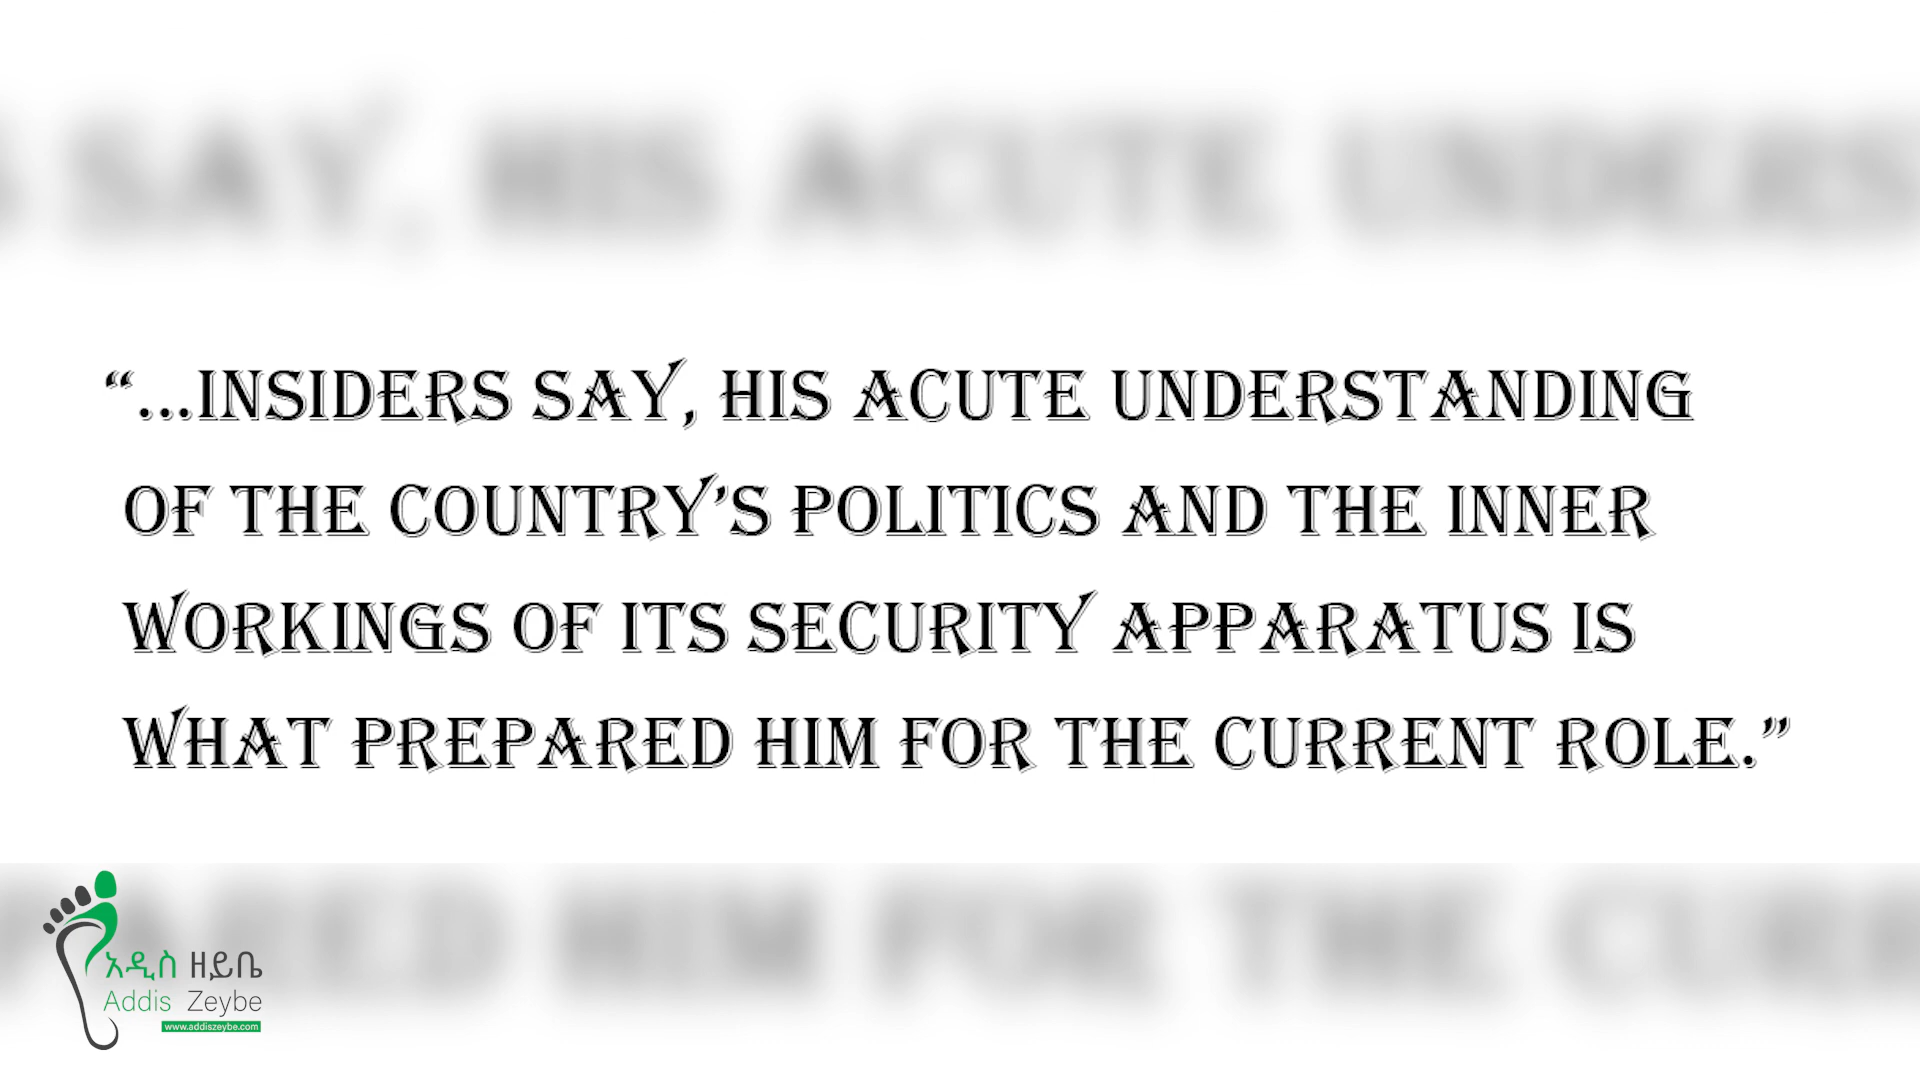 “...INSIDERS SAY, HIS ACUTE UNDERSTANDING
OF THE COUNTRY’S POLITICS AND THE INNER
WORKINGS OF ITS SECURITY APPARATUS IS
WHAT PREPARED HIM FOR THE CURRENT ROLE.”
አዲስ ዘይቤ
Addis Zeybe
www.addiszeybe.com